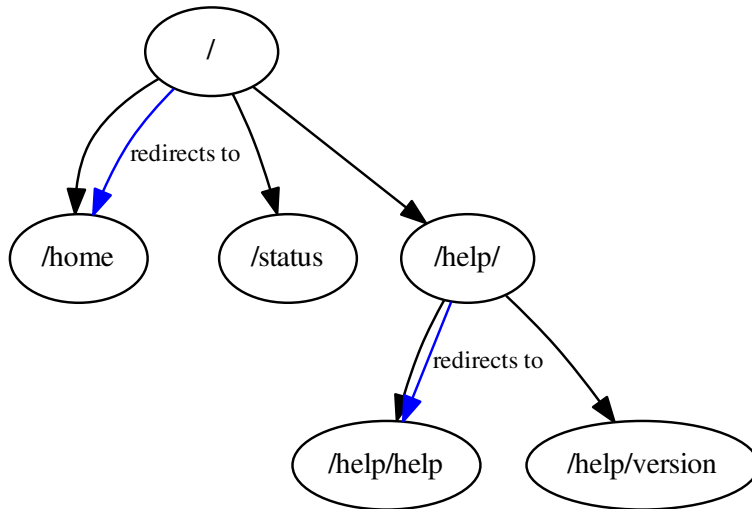 /
redirects to
/home
/status
/help/
redirects to
/help/help
/help/version